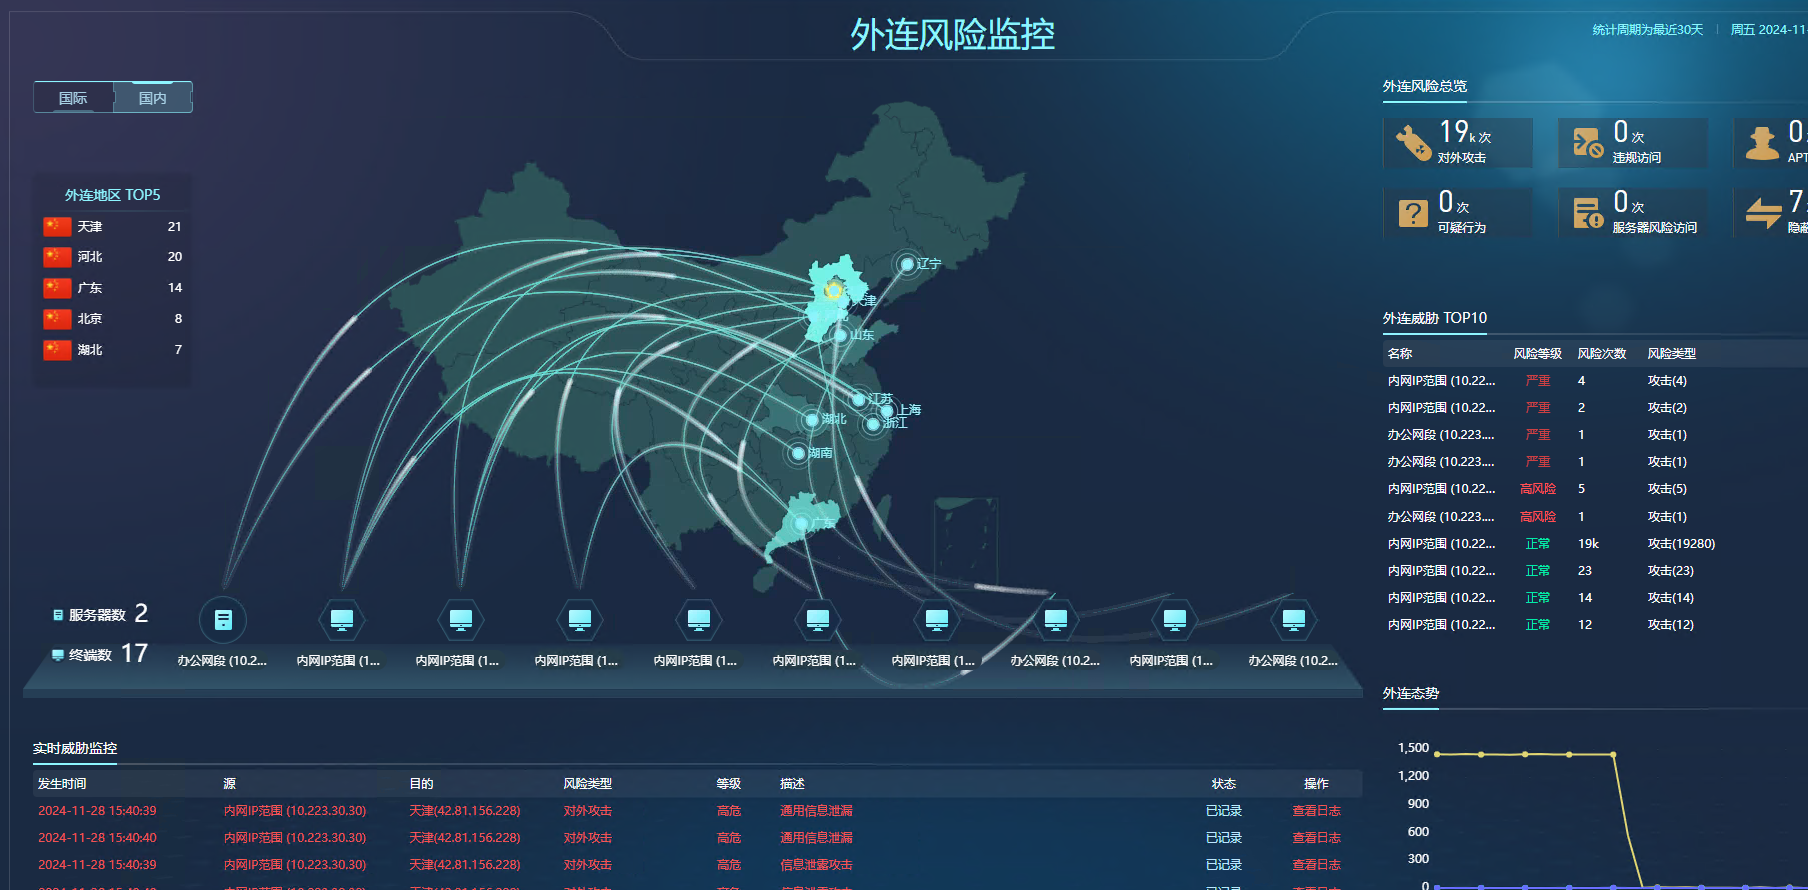 外连风险监控
统计周期为最近30天 | 周五 2024-11-
国际 国内
外连地区 TOP5
天津 21
河北 20
广东 14
北京 8
湖北 7
辽宁
天津
山东
江苏
上海
浙江
湖北
湖南
广东
服务器数 2
终端数 17
办公网段 (10.2...
内网IP范围 (1...
内网IP范围 (1...
内网IP范围 (1...
内网IP范围 (1...
内网IP范围 (1...
内网IP范围 (1...
办公网段 (10.2...
内网IP范围 (1...
办公网段 (10.2...
外连风险总览
19k 次
对外攻击
0 次
违规访问
0
APT
0 次
可疑行为
0 次
服务器风险访问
7
隐蔽
外连威胁 TOP10
名称 风险等级 风险次数 风险类型
内网IP范围 (10.22... 严重 4 攻击(4)
内网IP范围 (10.22... 严重 2 攻击(2)
办公网段 (10.223.... 严重 1 攻击(1)
办公网段 (10.223.... 严重 1 攻击(1)
内网IP范围 (10.22... 高风险 5 攻击(5)
办公网段 (10.223.... 高风险 1 攻击(1)
内网IP范围 (10.22... 正常 19k 攻击(19280)
内网IP范围 (10.22... 正常 23 攻击(23)
内网IP范围 (10.22... 正常 14 攻击(14)
内网IP范围 (10.22... 正常 12 攻击(12)
外连态势
1,500
1,200
900
600
300
0
实时威胁监控
发生时间 源 目的 风险类型 等级 描述 状态 操作
2024-11-28 15:40:39 内网IP范围 (10.223.30.30) 天津(42.81.156.228) 对外攻击 高危 通用信息泄漏 已记录 查看日志
2024-11-28 15:40:40 内网IP范围 (10.223.30.30) 天津(42.81.156.228) 对外攻击 高危 通用信息泄漏 已记录 查看日志
2024-11-28 15:40:39 内网IP范围 (10.223.30.30) 天津(42.81.156.228) 对外攻击 高危 信息泄露攻击 已记录 查看日志